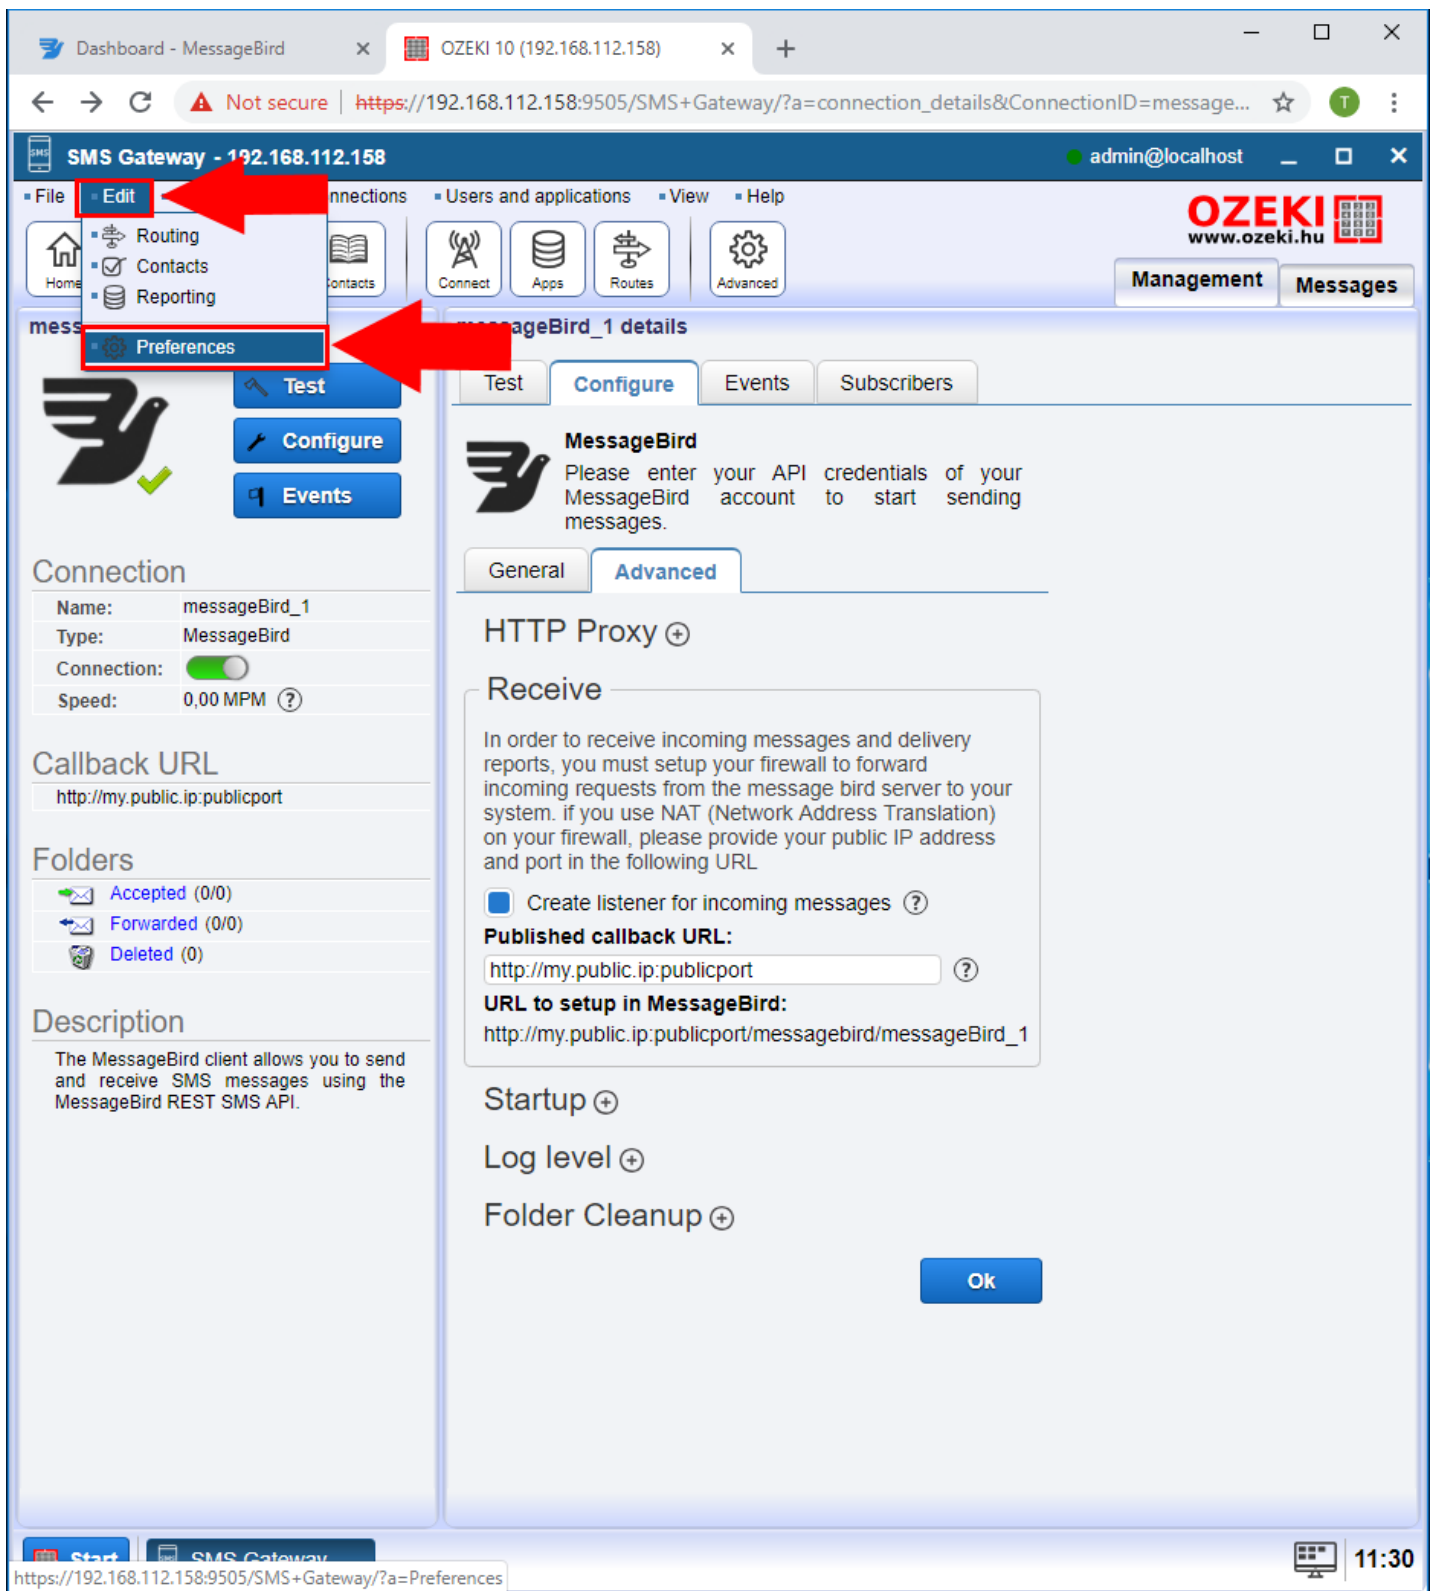 Dashboard - MessageBird
OZEKI 10 (192.168.112.158)
Not secure
https://192.168.112.158:9505/SMS+Gateway/?a=connection_details&ConnectionID=message...
T
SMS
SMS Gateway - 192.168.112.158
admin@localhost
File
Edit
nnections
Users and applications
View
Help
OZEKI
www.ozeki.hu
Routing
Contacts
Reporting
Preferences
Home
ontacts
Connect
Apps
Routes
Advanced
Management
Messages
mess
ageBird_1 details
Test
Configure
Events
Test
Configure
Events
Subscribers
MessageBird
Please enter your API credentials of your
MessageBird account to start sending
messages.
General
Advanced
Connection
Name: messageBird_1
Type: MessageBird
Connection:
Speed: 0,00 MPM ?
Callback URL
http://my.public.ip:publicport
Folders
Accepted (0/0)
Forwarded (0/0)
Deleted (0)
Description
The MessageBird client allows you to send
and receive SMS messages using the
MessageBird REST SMS API.
HTTP Proxy
Receive
In order to receive incoming messages and delivery
reports, you must setup your firewall to forward
incoming requests from the message bird server to your
system. if you use NAT (Network Address Translation)
on your firewall, please provide your public IP address
and port in the following URL
Create listener for incoming messages ?
Published callback URL:
http://my.public.ip:publicport ?
URL to setup in MessageBird:
http://my.public.ip:publicport/messagebird/messageBird_1
Startup
Log level
Folder Cleanup
Ok
Start
SMS Gateway
11:30
https://192.168.112.158:9505/SMS+Gateway/?a=Preferences